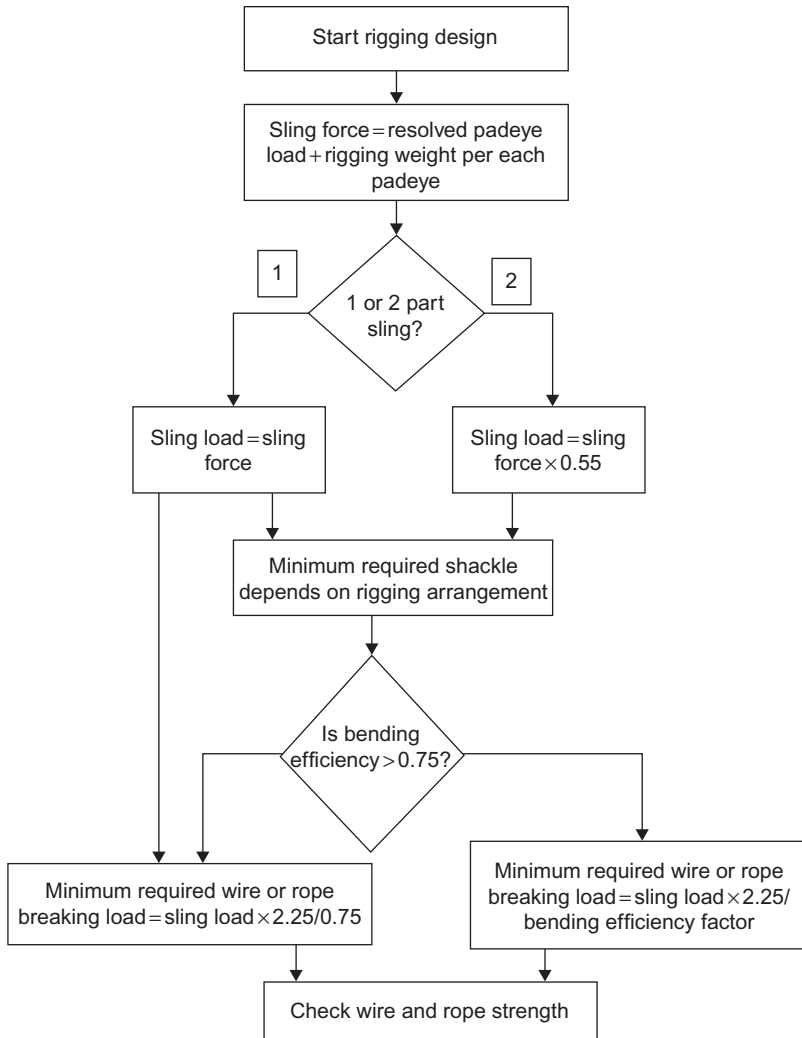 Start rigging design
Sling force=resolved padeye
load+rigging weight per each
padeye
1
2
1 or 2 part
sling?
Sling load=sling
force
Sling load=sling
force×0.55
Minimum required shackle
depends on rigging arrangement
Is bending
efficiency>0.75?
Minimum required wire or rope
breaking load=sling load×2.25/0.75
Minimum required wire or rope
breaking load=sling load×2.25/
bending efficiency factor
Check wire and rope strength